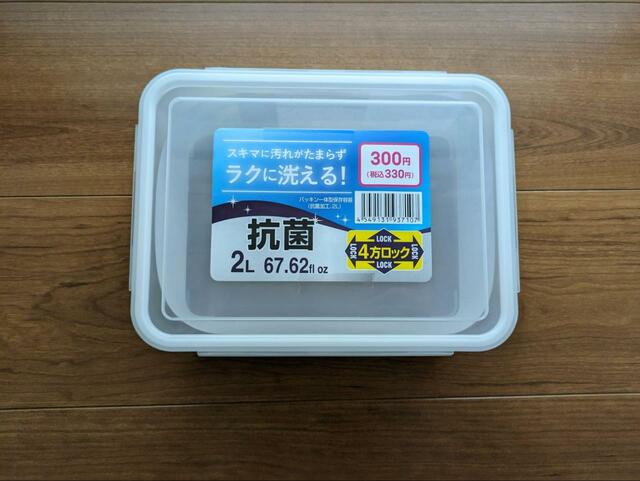 スキマに汚れがたまらず
ラクに洗える!
300円
(税込330円)
パッキン一体型保存容器
(抗菌加工、2L)
4549131937107
抗菌
2L 67.62fl oz
LOCK
LOCK 4方ロック LOCK
LOCK